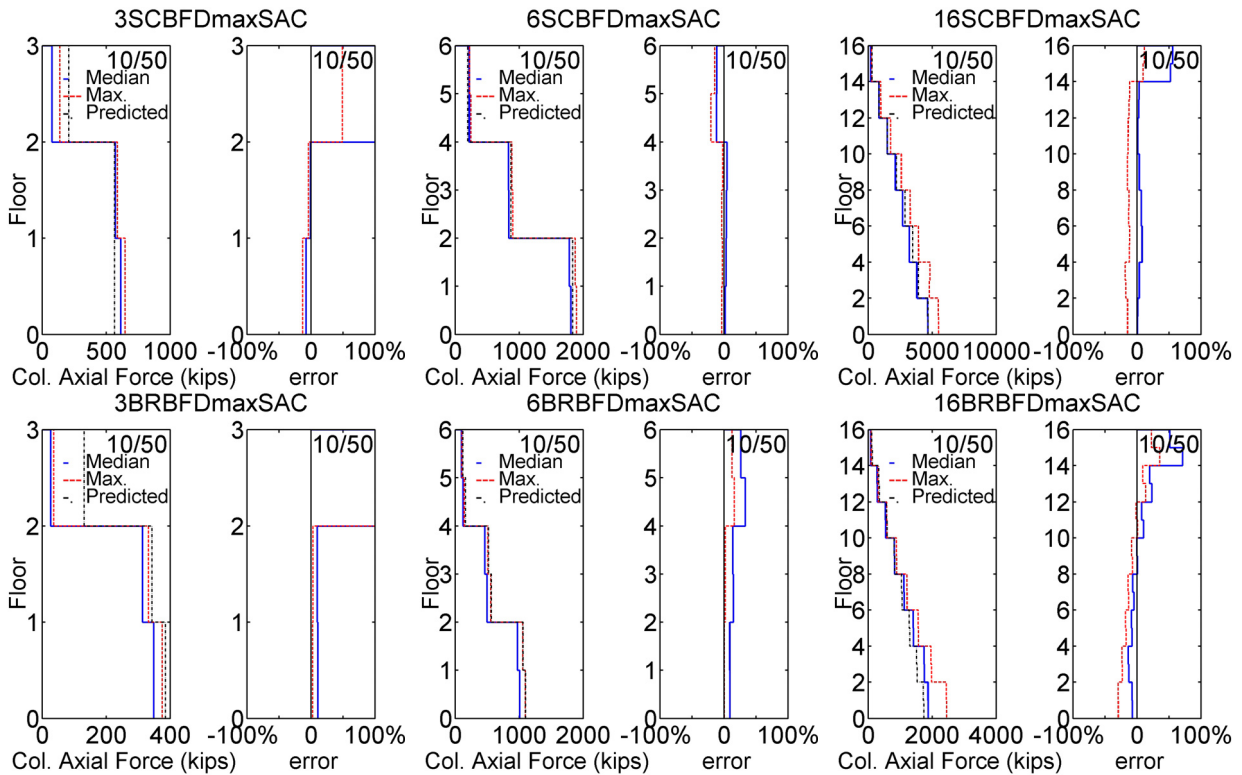 3SCBFDmaxSAC
3
2
1
0
Floor
10/50
Median
Max.
Predicted
0 500 1000
Col. Axial Force (kips)
3
2
1
0
10/50
-100% 0 100%
error
6SCBFDmaxSAC
6
5
4
3
2
1
0
Floor
10/50
Median
Max.
Predicted
0 1000 2000
Col. Axial Force (kips)
6
5
4
3
2
1
0
10/50
-100% 0 100%
error
16SCBFDmaxSAC
16
14
12
10
8
6
4
2
0
Floor
10/50
Median
Max.
Predicted
0 5000 10000
Col. Axial Force (kips)
16
14
12
10
8
6
4
2
0
10/50
-100% 0 100%
error
3BRBFDmaxSAC
3
2
1
0
Floor
10/50
Median
Max.
Predicted
0 200 400
Col. Axial Force (kips)
3
2
1
0
10/50
-100% 0 100%
error
6BRBFDmaxSAC
6
5
4
3
2
1
0
Floor
10/50
Median
Max.
Predicted
0 1000 2000
Col. Axial Force (kips)
6
5
4
3
2
1
0
10/50
-100% 0 100%
error
16BRBFDmaxSAC
16
14
12
10
8
6
4
2
0
Floor
10/50
Median
Max.
Predicted
0 2000 4000
Col. Axial Force (kips)
16
14
12
10
8
6
4
2
0
10/50
-100% 0 100%
error